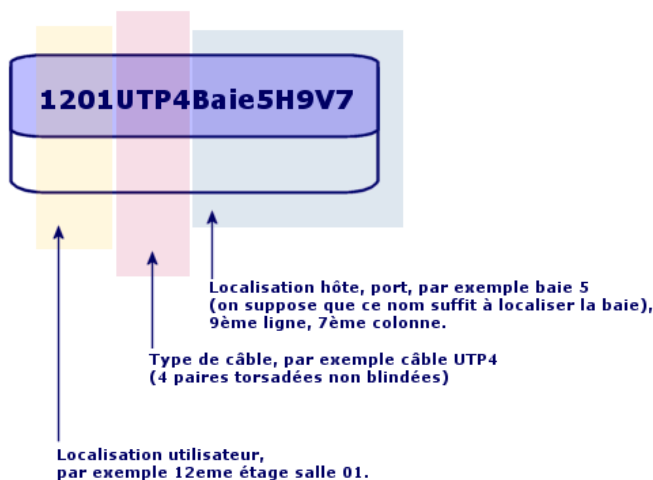 1201UTP4Baie5H9V7
Localisation hôte, port, par exemple baie 5
(on suppose que ce nom suffit à localiser la baie),
9ème ligne, 7ème colonne.
Type de câble, par exemple câble UTP4
(4 paires torsadées non blindées)
Localisation utilisateur,
par exemple 12eme étage salle 01.